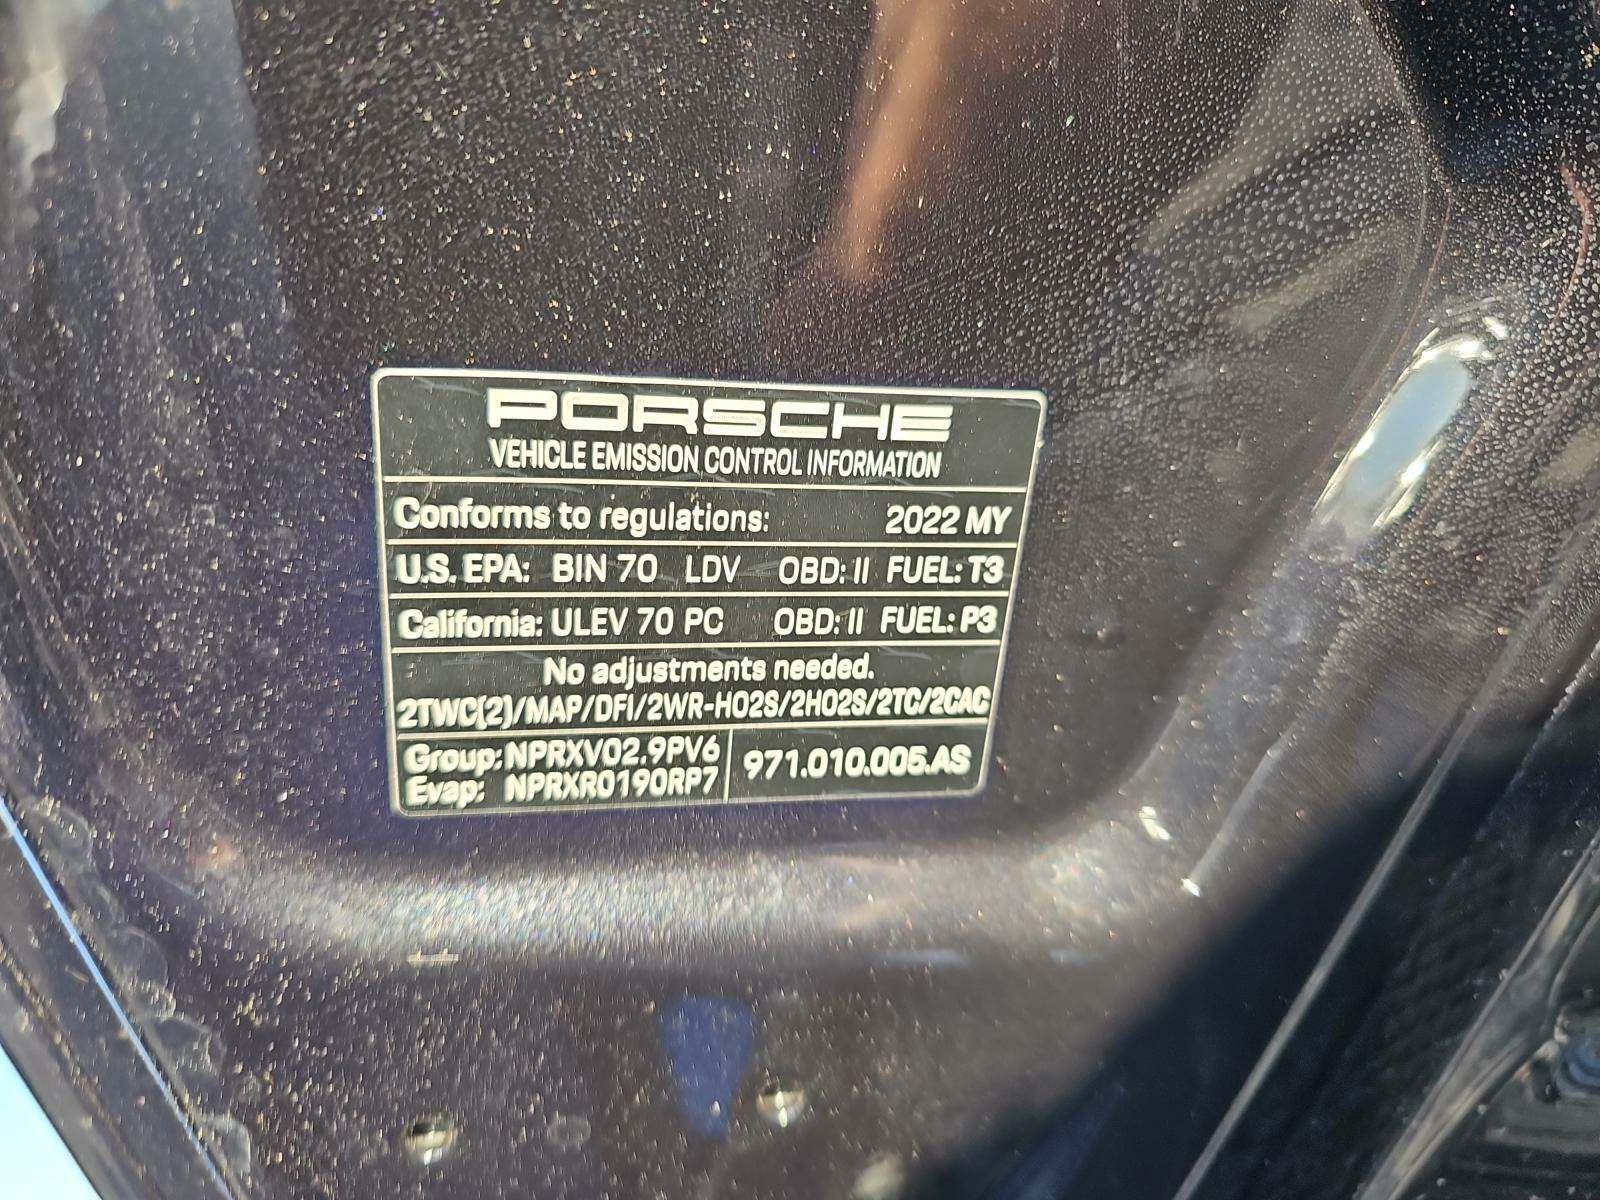 PORSCHE
VEHICLE EMISSION CONTROL INFORMATION
Conforms to regulations: 2022 MY
U.S. EPA: BIN 70 LDV OBD: II FUEL: T3
California: ULEV 70 PC OBD: II FUEL: P3
No adjustments needed.
2TWC(2)/MAP/DFI/2WR-HO2S/2HO2S/2TC/2CAC
Group: NPRXV02.9PV6
Evap: NPRXR0190RP7
971.010.005.AS